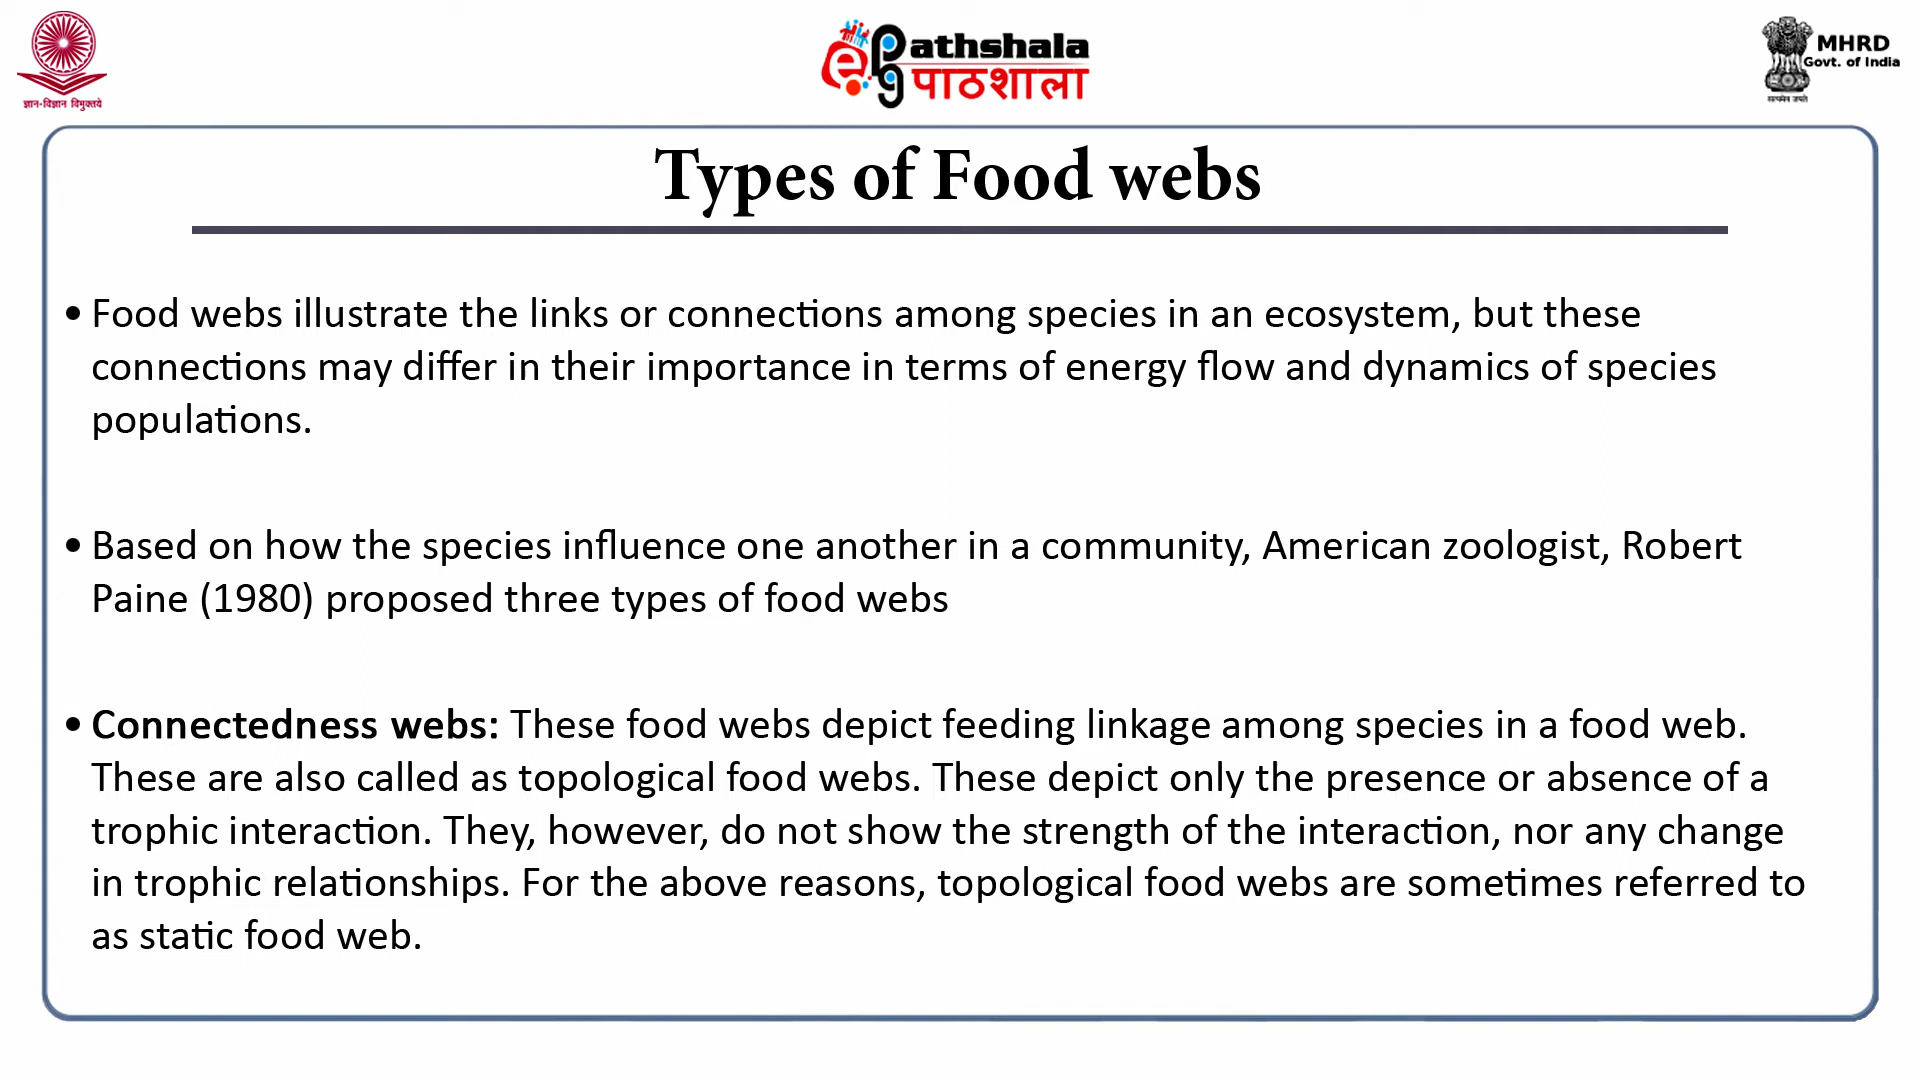 ज्ञान-विज्ञान विमुक्तये
ePG Pathshala
पाठशाला
MHRD
Govt. of India
सत्यमेव जयते
Types of Food webs
• Food webs illustrate the links or connections among species in an ecosystem, but these
connections may differ in their importance in terms of energy flow and dynamics of species
populations.
• Based on how the species influence one another in a community, American zoologist, Robert
Paine (1980) proposed three types of food webs
• Connectedness webs: These food webs depict feeding linkage among species in a food web.
These are also called as topological food webs. These depict only the presence or absence of a
trophic interaction. They, however, do not show the strength of the interaction, nor any change
in trophic relationships. For the above reasons, topological food webs are sometimes referred to
as static food web.